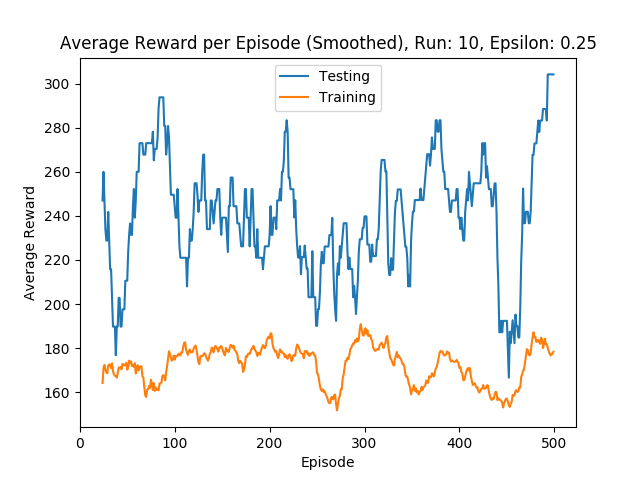 Average Reward per Episode (Smoothed), Run: 10, Epsilon: 0.25
Testing
Training
300
280
260
240
220
200
180
160
Average Reward
0
100
200
300
400
500
Episode